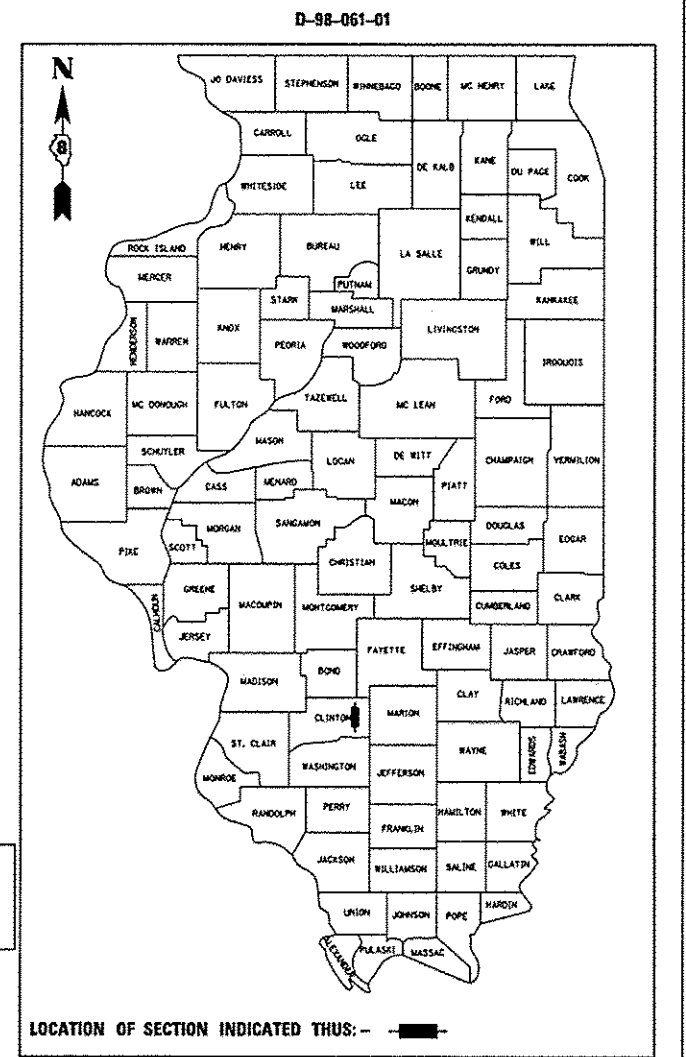 D-98-061-01
N
8
JO DAVIESS STEPHENSON WINNEBAGO BOONE MC HENRY LAKE
CARROLL OGLE DE KALB KANE DU PAGE COOK
WHITESIDE LEE
KENDALL WILL
ROCK ISLAND HENRY BUREAU LA SALLE GRUNDY
MERCER PUTNAM KANKAKEE
STARK MARSHALL
HENDERSON WARREN KNOX PEORIA WOODFORD LIVINGSTON IROQUOIS
HANCOCK MC DONOUGH FULTON TAZEWELL MC LEAN FORD
MASON
SCHUYLER LOGAN DE WITT CHAMPAIGN VERMILION
ADAMS BROWN CASS MENARD PIATT
MACON
MORGAN SANGAMON DOUGLAS
PIKE SCOTT CHRISTIAN MOULTRIE EDGAR
COLES
GREENE MACOUPIN SHELBY
CALHOUN MONTGOMERY CUMBERLAND CLARK
JERSEY FAYETTE EFFINGHAM JASPER CRAWFORD
MADISON BOND
CLAY RICHLAND LAWRENCE
CLINTON MARION
ST. CLAIR WAYNE EDWARDS WABASH
MONROE WASHINGTON JEFFERSON
RANDOLPH PERRY HAMILTON WHITE
FRANKLIN
JACKSON WILLIAMSON SALINE GALLATIN
UNION JOHNSON POPE HARDIN
ALEXANDER PULASKI MASSAC
LOCATION OF SECTION INDICATED THUS: -